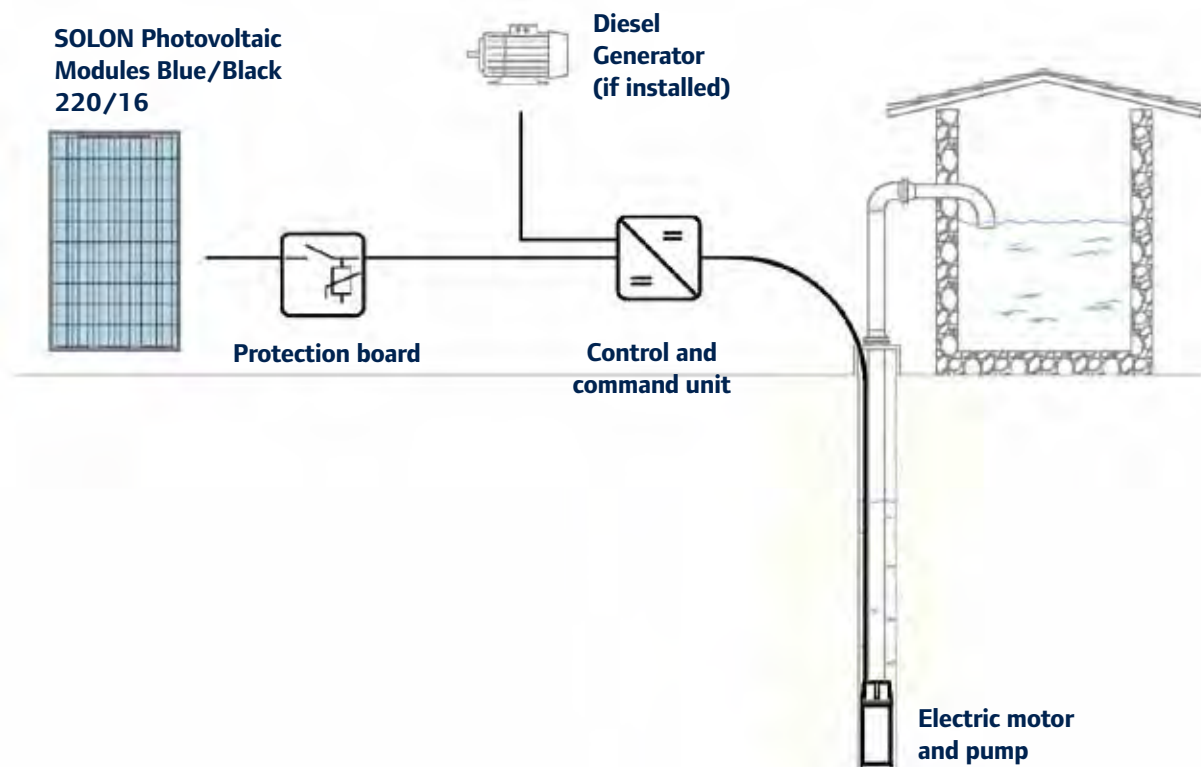 SOLON Photovoltaic
Modules Blue/Black
220/16
Diesel
Generator
(if installed)
Protection board
Control and
command unit
Electric motor
and pump